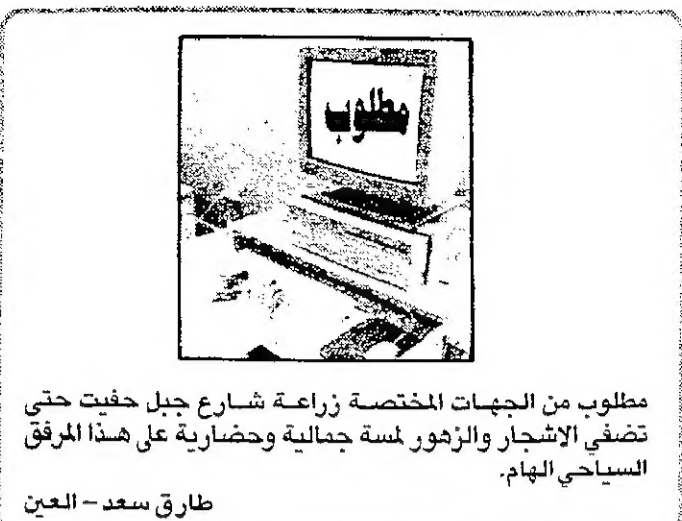 مطلوب
مطلوب من الجهات المختصة زراعة شارع جبل حفيت حتى
تضفي الاشجار والزهور لمسة جمالية وحضارية على هذا المرفق
السياحي الهام.
طارق سعد - العين